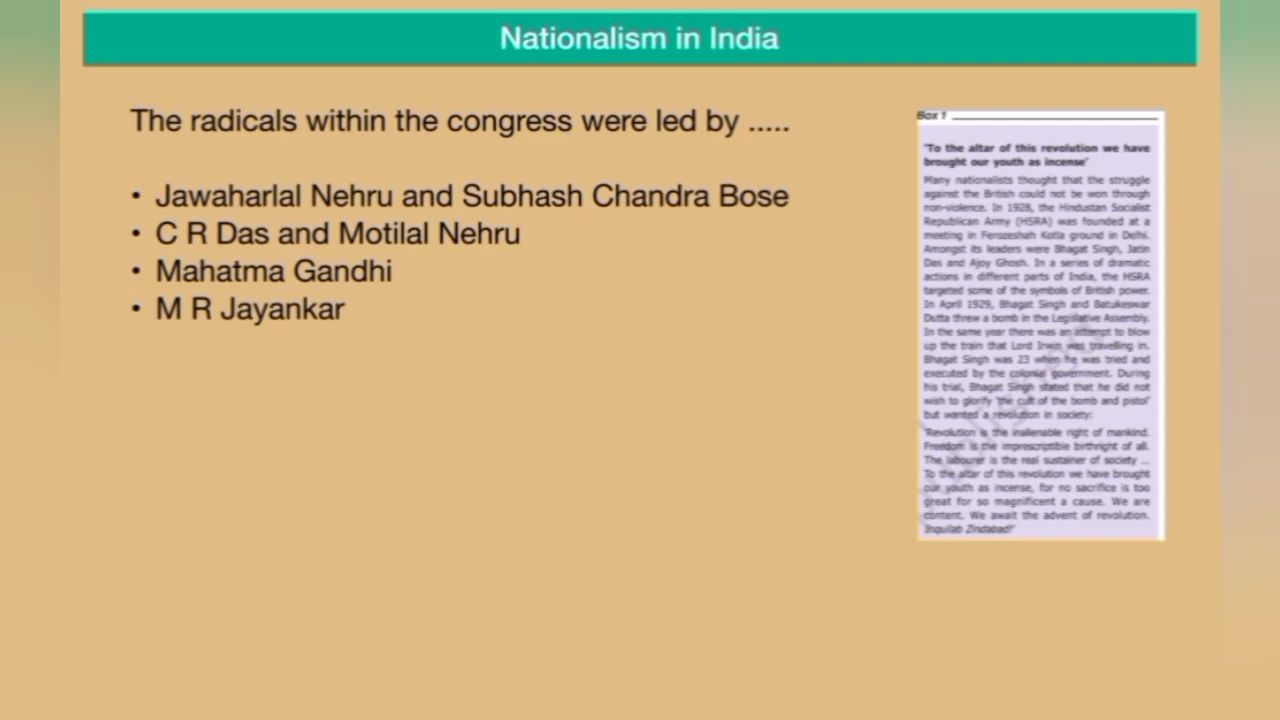 Nationalism in India
The radicals within the congress were led by .....
• Jawaharlal Nehru and Subhash Chandra Bose
• C R Das and Motilal Nehru
• Mahatma Gandhi
• M R Jayankar
Box 1
'To the altar of this revolution we have
brought our youth as incense'
Many nationalists thought that the struggle
against the British could not be won through
non-violence. In 1928, the Hindustan Socialist
Republican Army (HSRA) was founded at a
meeting in Ferozeshah Kotla ground in Delhi.
Amongst its leaders were Bhagat Singh, Jatin
Das and Ajoy Ghosh. In a series of dramatic
actions in different parts of India, the HSRA
targeted some of the symbols of British power.
In April 1929, Bhagat Singh and Batukeswar
Dutta threw a bomb in the Legislative Assembly.
In the same year there was an attempt to blow
up the train that Lord Irwin was travelling in.
Bhagat Singh was 23 when he was tried and
executed by the colonial government. During
his trial, Bhagat Singh stated that he did not
wish to glorify 'the cult of the bomb and pistol'
but wanted a revolution in society:
'Revolution is the inalienable right of mankind.
Freedom is the imprescriptible birthright of all.
The labourer is the real sustainer of society ...
To the altar of this revolution we have brought
our youth as incense, for no sacrifice is too
great for so magnificent a cause. We are
content. We await the advent of revolution.
Inquilab Zindabad!'